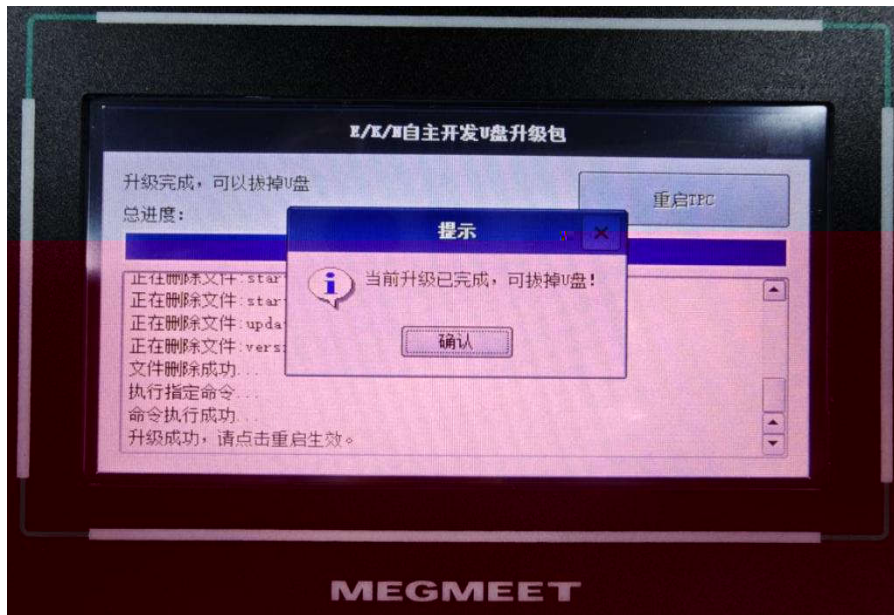 E/K/N自主开发U盘升级包
升级完成，可以拔掉U盘
重启TPC
总进度：
提示
当前升级已完成，可拔掉U盘！
确认
正在删除文件:star
正在删除文件:star
正在删除文件:upda
正在删除文件:vers
文件删除成功...
执行指定命令...
命令执行成功...
升级成功，请点击重启生效。
MEGMEET